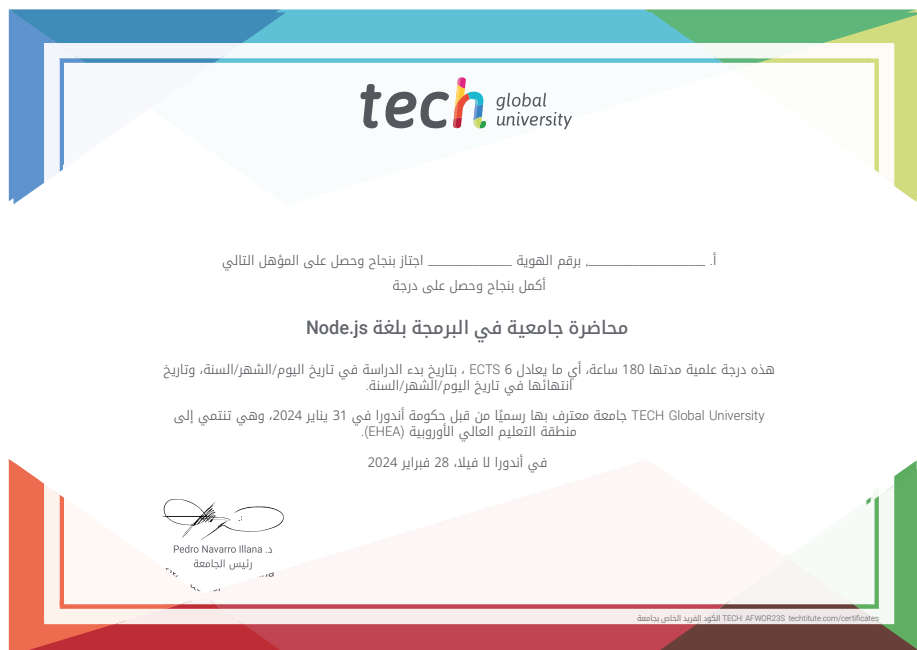 tech global university
أ. ____________________, برقم الهوية ______________ اجتاز بنجاح وحصل على المؤهل التالي
أكمل بنجاح وحصل على درجة
محاضرة جامعية في البرمجة بلغة Node.js
هذه درجة علمية مدتها 180 ساعة، أي ما يعادل 6 ECTS ، بتاريخ بدء الدراسة في تاريخ اليوم/الشهر/السنة، وتاريخ
انتهائها في تاريخ اليوم/الشهر/السنة.
TECH Global University جامعة معترف بها رسميًا من قبل حكومة أندورا في 31 يناير 2024، وهي تنتمي إلى
منطقة التعليم العالي الأوروبية (EHEA).
في أندورا لا فيلا، 28 فبراير 2024
د. Pedro Navarro Illana
رئيس الجامعة
الكود الفريد الخاص بجامعة TECH: AFWOR23S techtitute.com/certificates